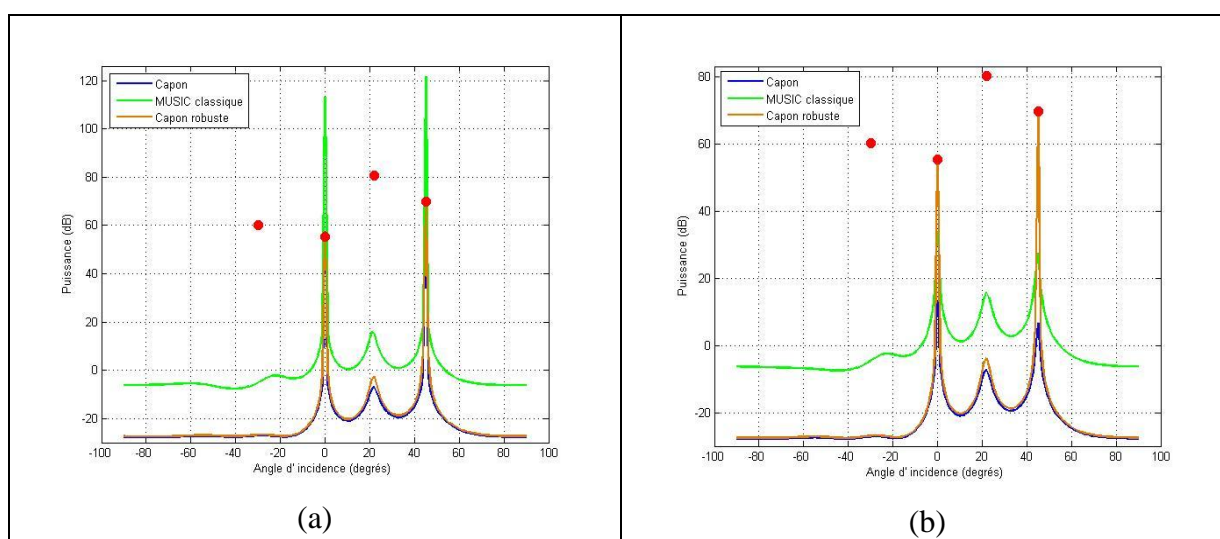 120
100
80
60
40
20
0
-20
Puissance (dB)
Capon
MUSIC classique
Capon robuste
-100 -80 -60 -40 -20 0 20 40 60 80 100
Angle d' incidence (degrés)
(a)
80
60
40
20
0
-20
Puissance (dB)
Capon
MUSIC classique
Capon robuste
-100 -80 -60 -40 -20 0 20 40 60 80 100
Angle d' incidence (degrés)
(b)